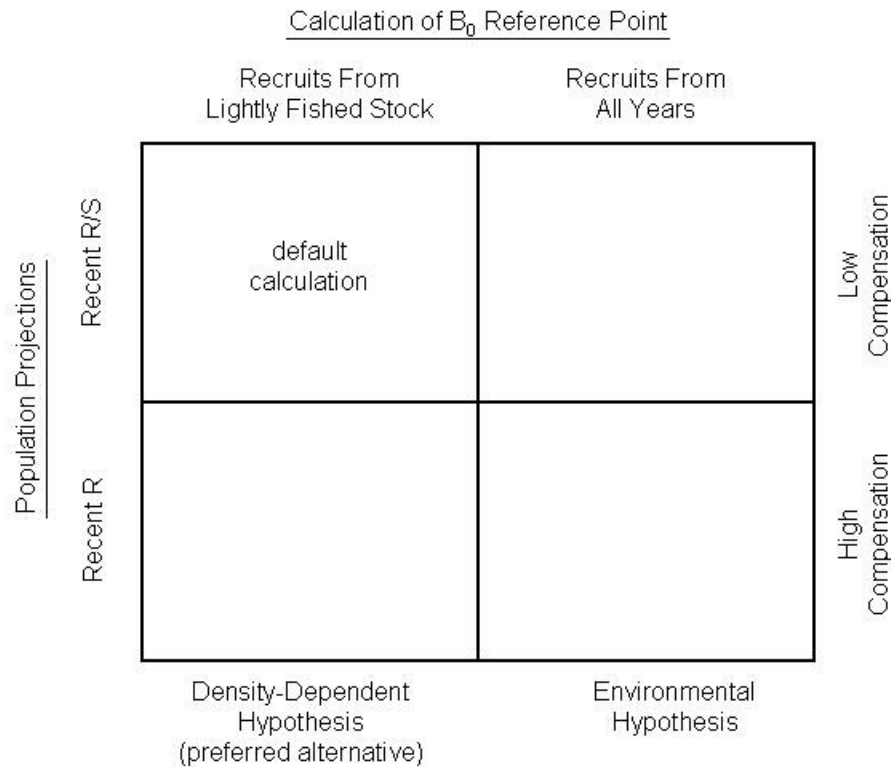 Calculation of B₀ Reference Point
Recruits From
Lightly Fished Stock
Recruits From
All Years
Population Projections
Recent R/S
default
calculation
Low
Compensation
Recent R
High
Compensation
Density-Dependent
Hypothesis
(preferred alternative)
Environmental
Hypothesis